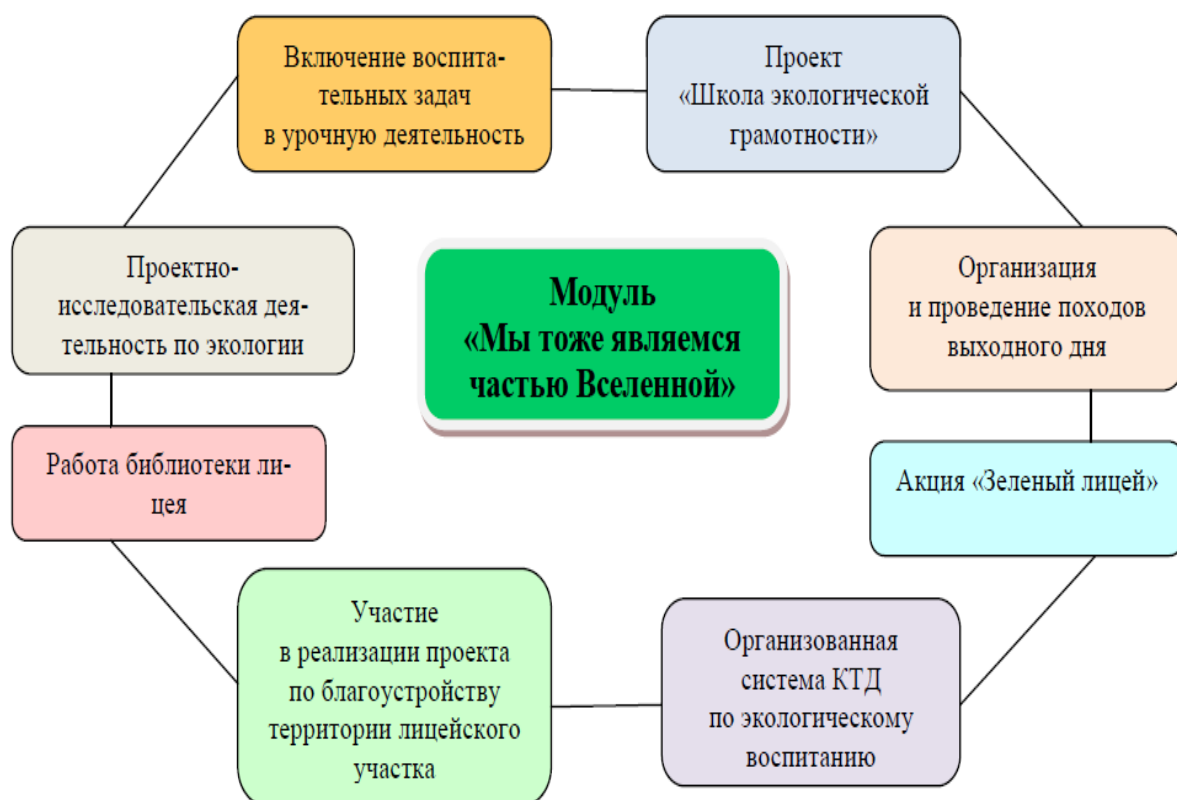 Включение воспита-
тельных задач
в урочную деятельность
Проект
«Школа экологической
грамотности»
Проектно-
исследовательская дея-
тельность по экологии
Модуль
«Мы тоже являемся
частью Вселенной»
Организация
и проведение походов
выходного дня
Работа библиотеки ли-
цея
Акция «Зеленый лицей»
Участие
в реализации проекта
по благоустройству
территории лицейского
участка
Организованная
система КТД
по экологическому
воспитанию